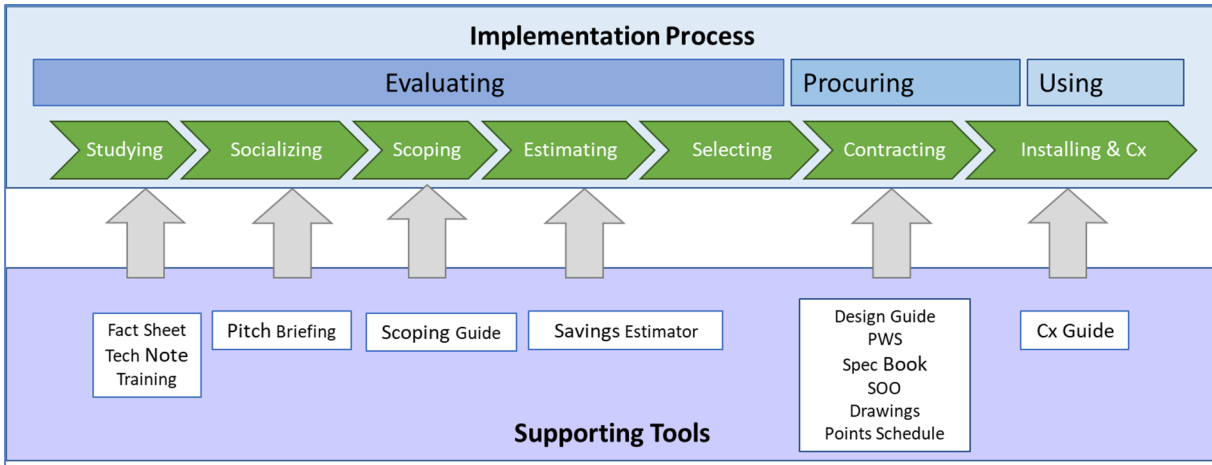 Implementation Process
Evaluating
Procuring
Using
Studying
Socializing
Scoping
Estimating
Selecting
Contracting
Installing & Cx
Fact Sheet
Tech Note
Training
Pitch Briefing
Scoping Guide
Savings Estimator
Design Guide
PWS
Spec Book
SOO
Drawings
Points Schedule
Cx Guide
Supporting Tools